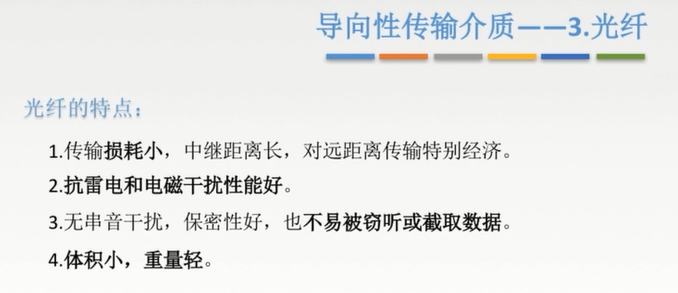 导向性传输介质——3.光纤
光纤的特点：
1.传输损耗小，中继距离长，对远距离传输特别经济。
2.抗雷电和电磁干扰性能好。
3.无串音干扰，保密性好，也不易被窃听或截取数据。
4.体积小，重量轻。